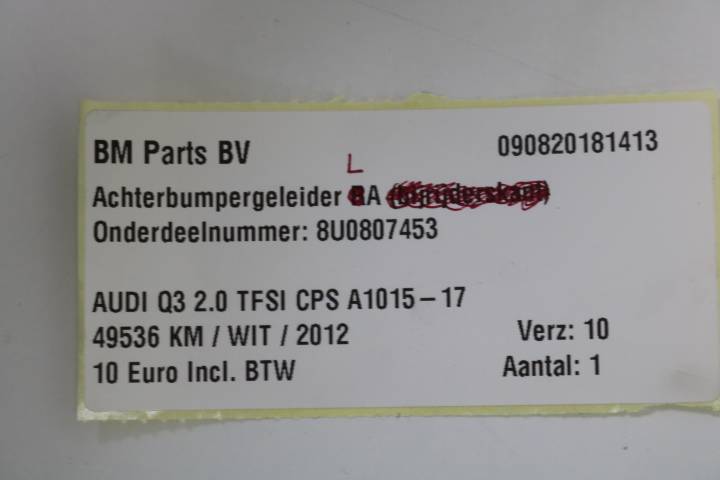 BM Parts BV 090820181413
L
Achterbumpergeleider RA
Onderdeelnummer: 8U0807453
AUDI Q3 2.0 TFSI CPS A1015-17
49536 KM / WIT / 2012 Verz: 10
10 Euro Incl. BTW Aantal: 1